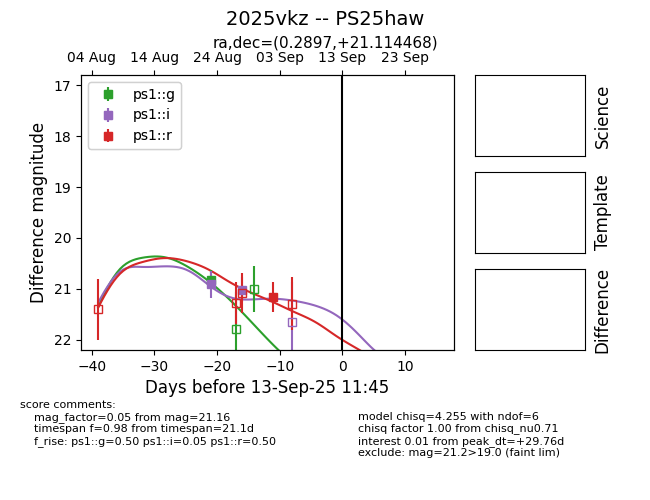 2025vkz -- PS25haw
ra,dec=(0.2897,+21.114468)
04 Aug 14 Aug 24 Aug 03 Sep 13 Sep 23 Sep
17
18
19
20
21
22
Difference magnitude
ps1::g
ps1::i
ps1::r
−40 −30 −20 −10 0 10
Days before 13-Sep-25 11:45
Science
Template
Difference
score comments:
mag_factor=0.05 from mag=21.16
timespan f=0.98 from timespan=21.1d
f_rise: ps1::g=0.50 ps1::i=0.05 ps1::r=0.50
model chisq=4.255 with ndof=6
chisq factor 1.00 from chisq_nu0.71
interest 0.01 from peak_dt=+29.76d
exclude: mag=21.2>19.0 (faint lim)